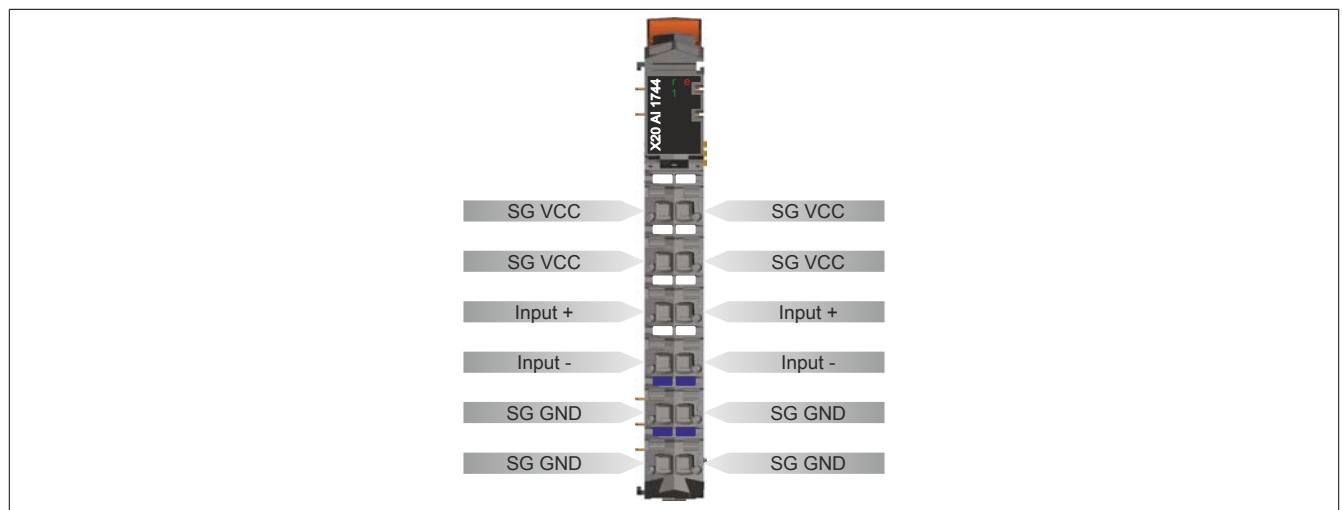 X20 AI 1744
r e
1
SG VCC SG VCC
SG VCC SG VCC
Input + Input +
Input - Input -
SG GND SG GND
SG GND SG GND